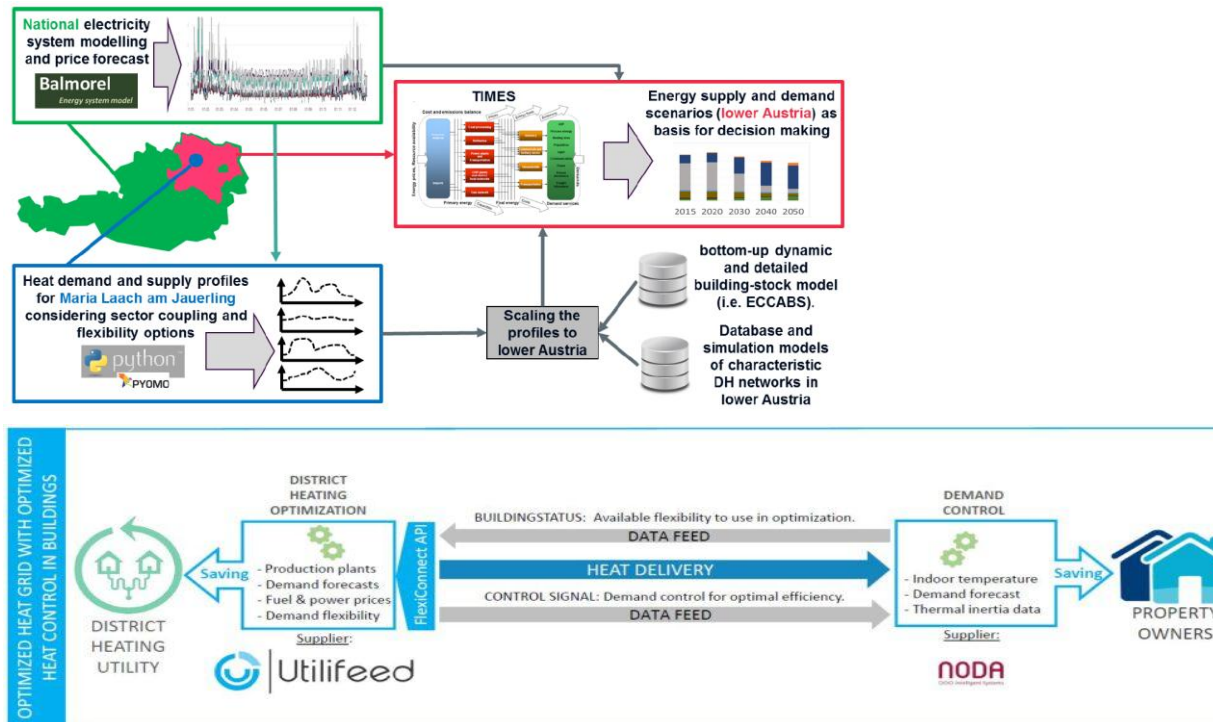 National electricity
system modelling
and price forecast
Balmorel
Energy system model
TIMES
Cost and emissions balance
Primary energy
Final energy
Demand services
Energy supply and demand
scenarios (lower Austria) as
basis for decision making
2015 2020 2030 2040 2050
Heat demand and supply profiles
for Maria Laach am Jauerling
considering sector coupling and
flexibility options
python
PYOMO
Scaling the
profiles to
lower Austria
bottom-up dynamic
and detailed
building-stock model
(i.e. ECCABS).
Database and
simulation models
of characteristic
DH networks in
lower Austria
OPTIMIZED HEAT GRID WITH OPTIMIZED
HEAT CONTROL IN BUILDINGS
DISTRICT
HEATING
UTILITY
Saving
DISTRICT
HEATING
OPTIMIZATION
- Production plants
- Demand forecasts
- Fuel & power prices
- Demand flexibility
Supplier:
Utilifeed
FlexiConnect API
BUILDINGSTATUS: Available flexibility to use in optimization.
DATA FEED
HEAT DELIVERY
CONTROL SIGNAL: Demand control for optimal efficiency.
DATA FEED
DEMAND
CONTROL
- Indoor temperature
- Demand forecast
- Thermal inertia data
Supplier:
NODA
Saving
PROPERTY
OWNERS